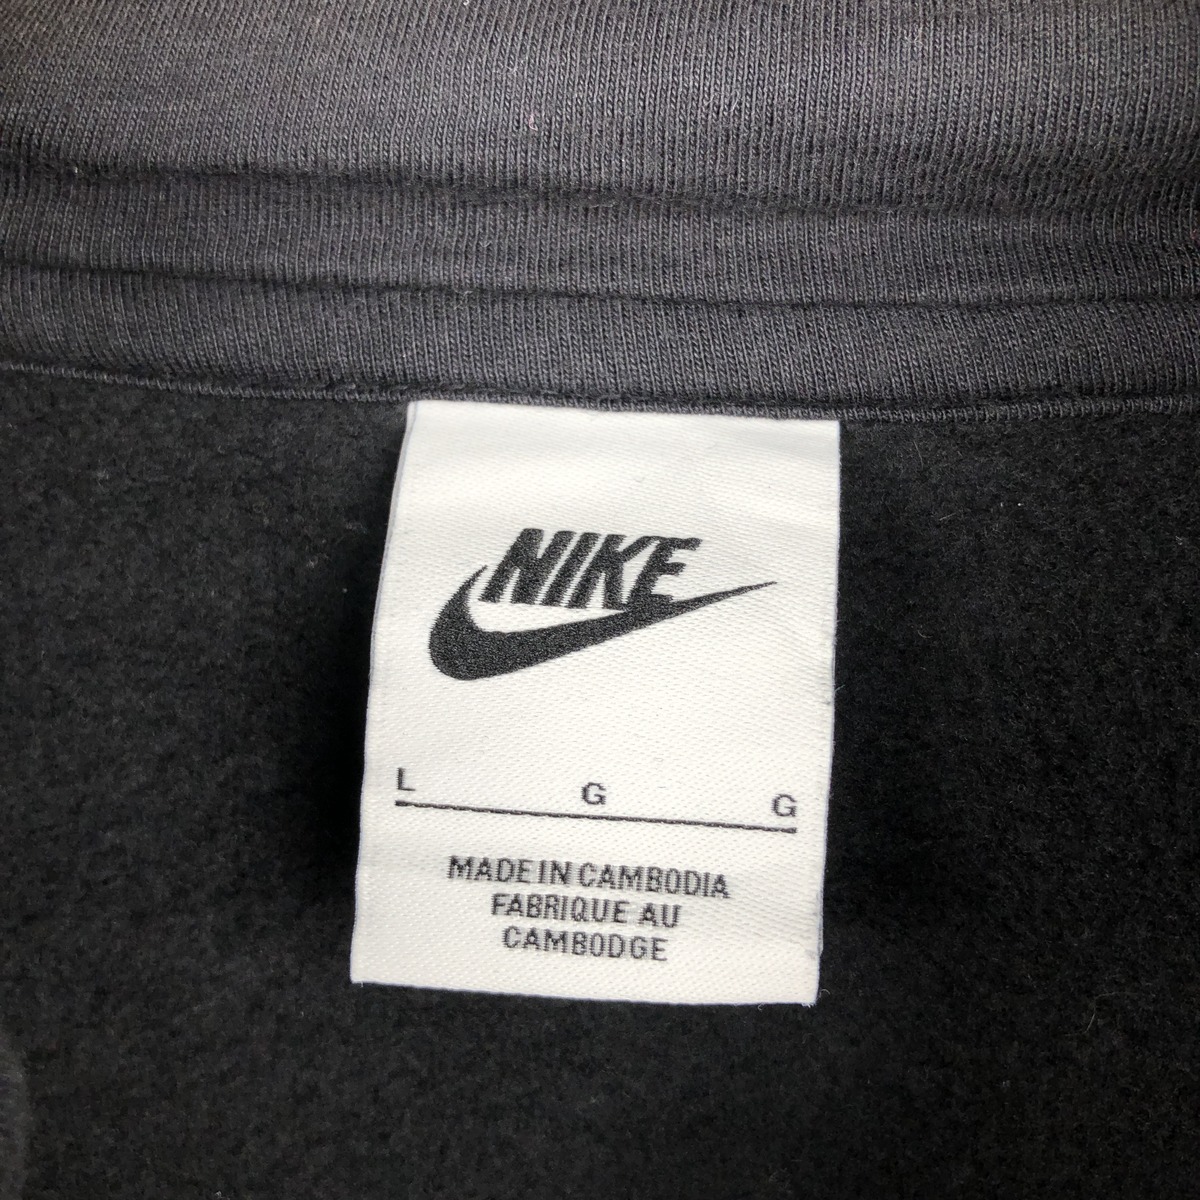 NIKE
L G G
MADE IN CAMBODIA
FABRIQUE AU
CAMBODGE